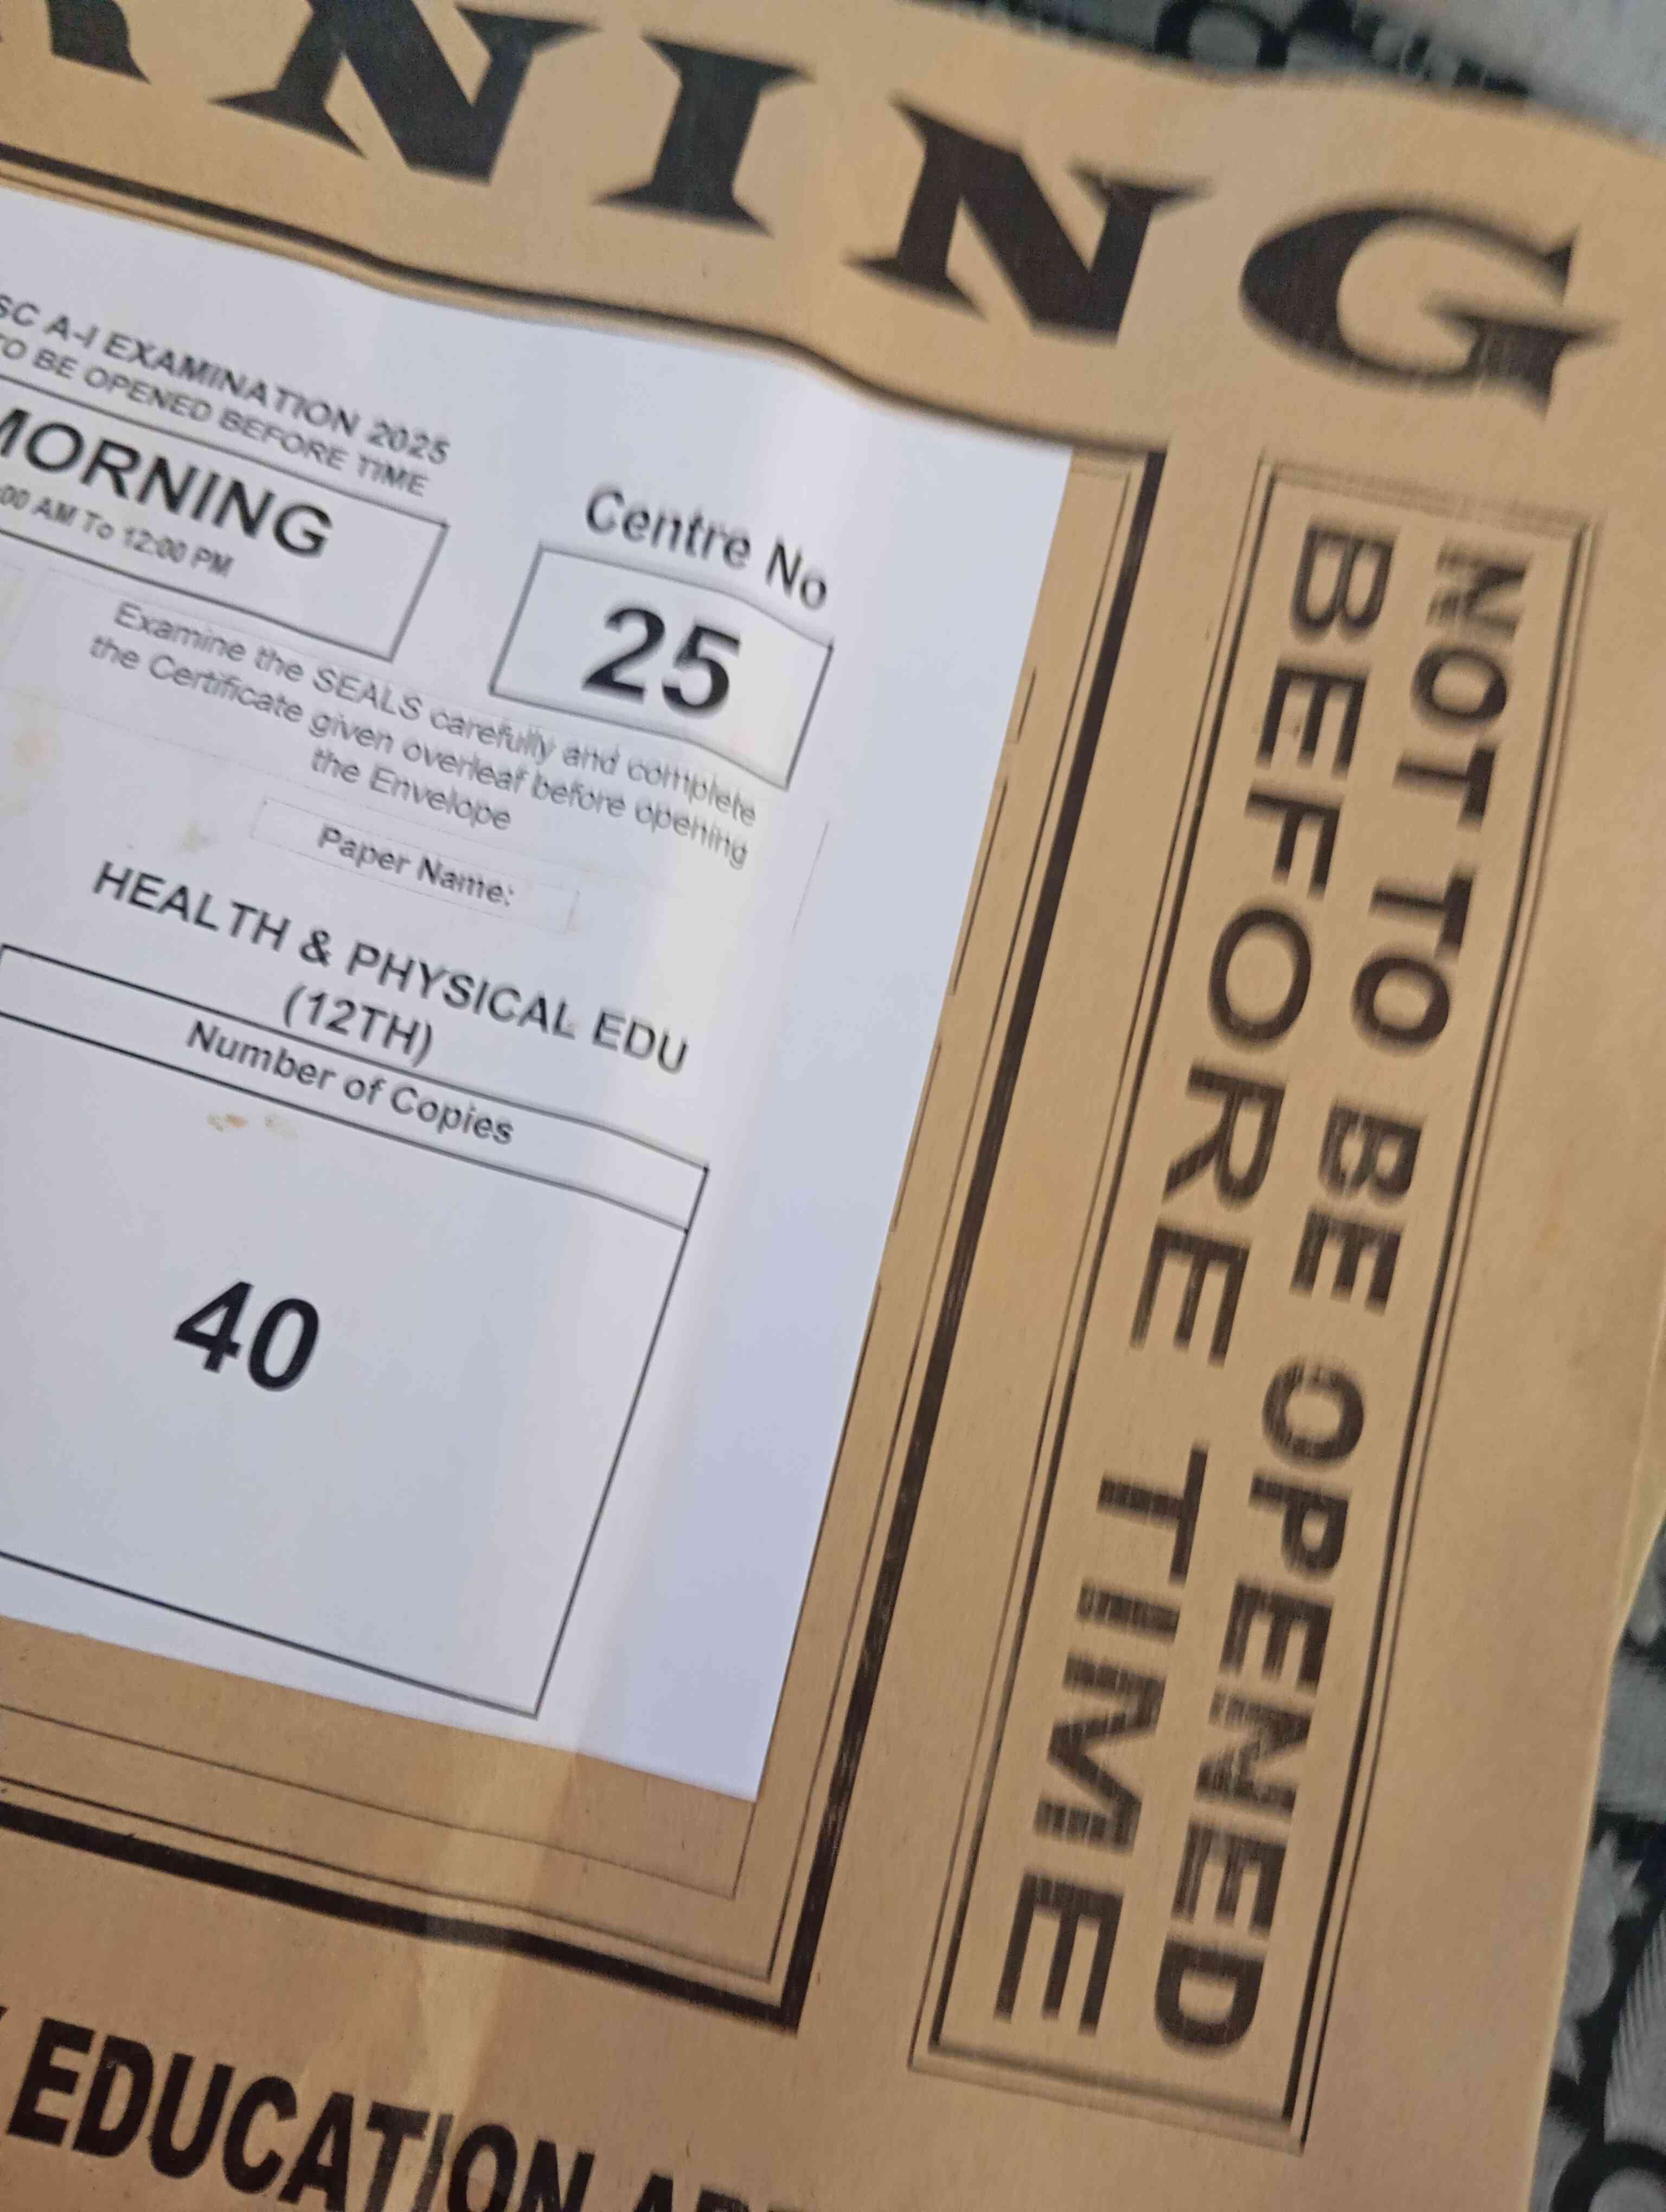 RNING
SC A-I EXAMINATION 2025
TO BE OPENED BEFORE TIME
MORNING
:00 AM To 12:00 PM
Centre No
25
Examine the SEALS carefully and complete
the Certificate given overleaf before opening
the Envelope
Paper Name:
HEALTH & PHYSICAL EDU
(12TH)
Number of Copies
40
NOT TO BE OPENED
BEFORE TIME
EDUCATION